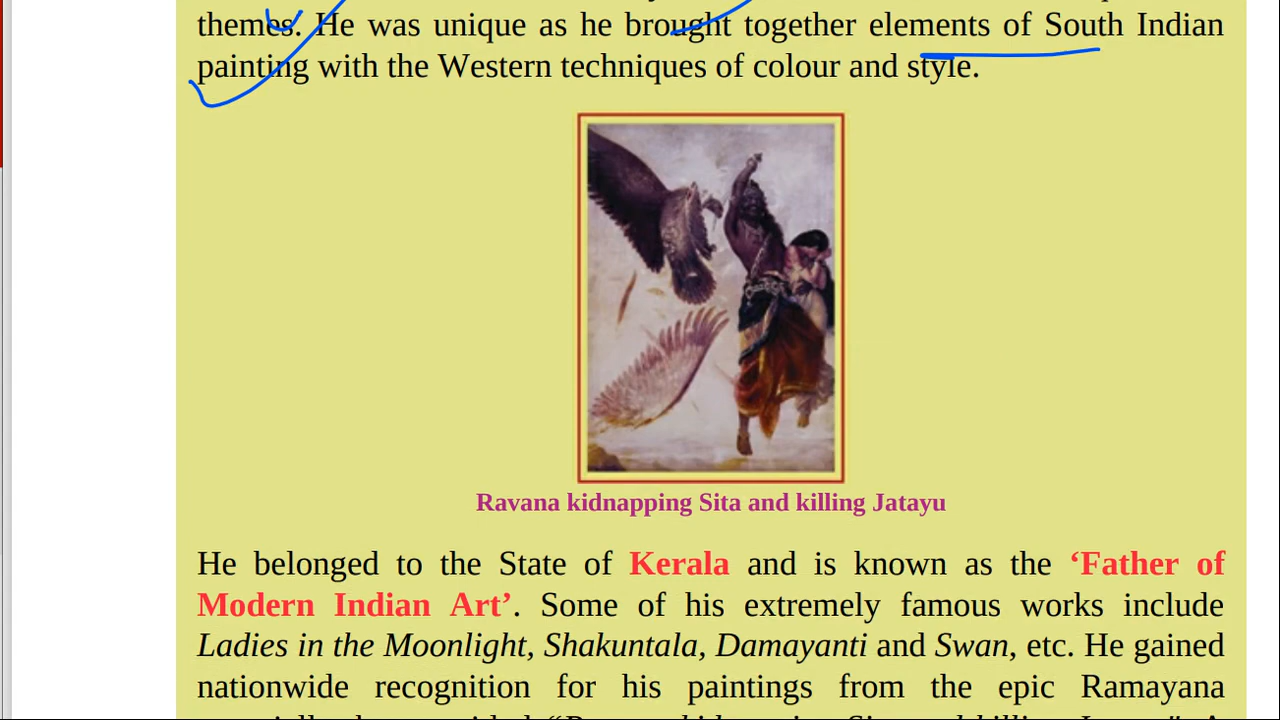 themes. He was unique as he brought together elements of South Indian
painting with the Western techniques of colour and style.
Ravana kidnapping Sita and killing Jatayu
He belonged to the State of Kerala and is known as the ‘Father of
Modern Indian Art’. Some of his extremely famous works include
Ladies in the Moonlight, Shakuntala, Damayanti and Swan, etc. He gained
nationwide recognition for his paintings from the epic Ramayana